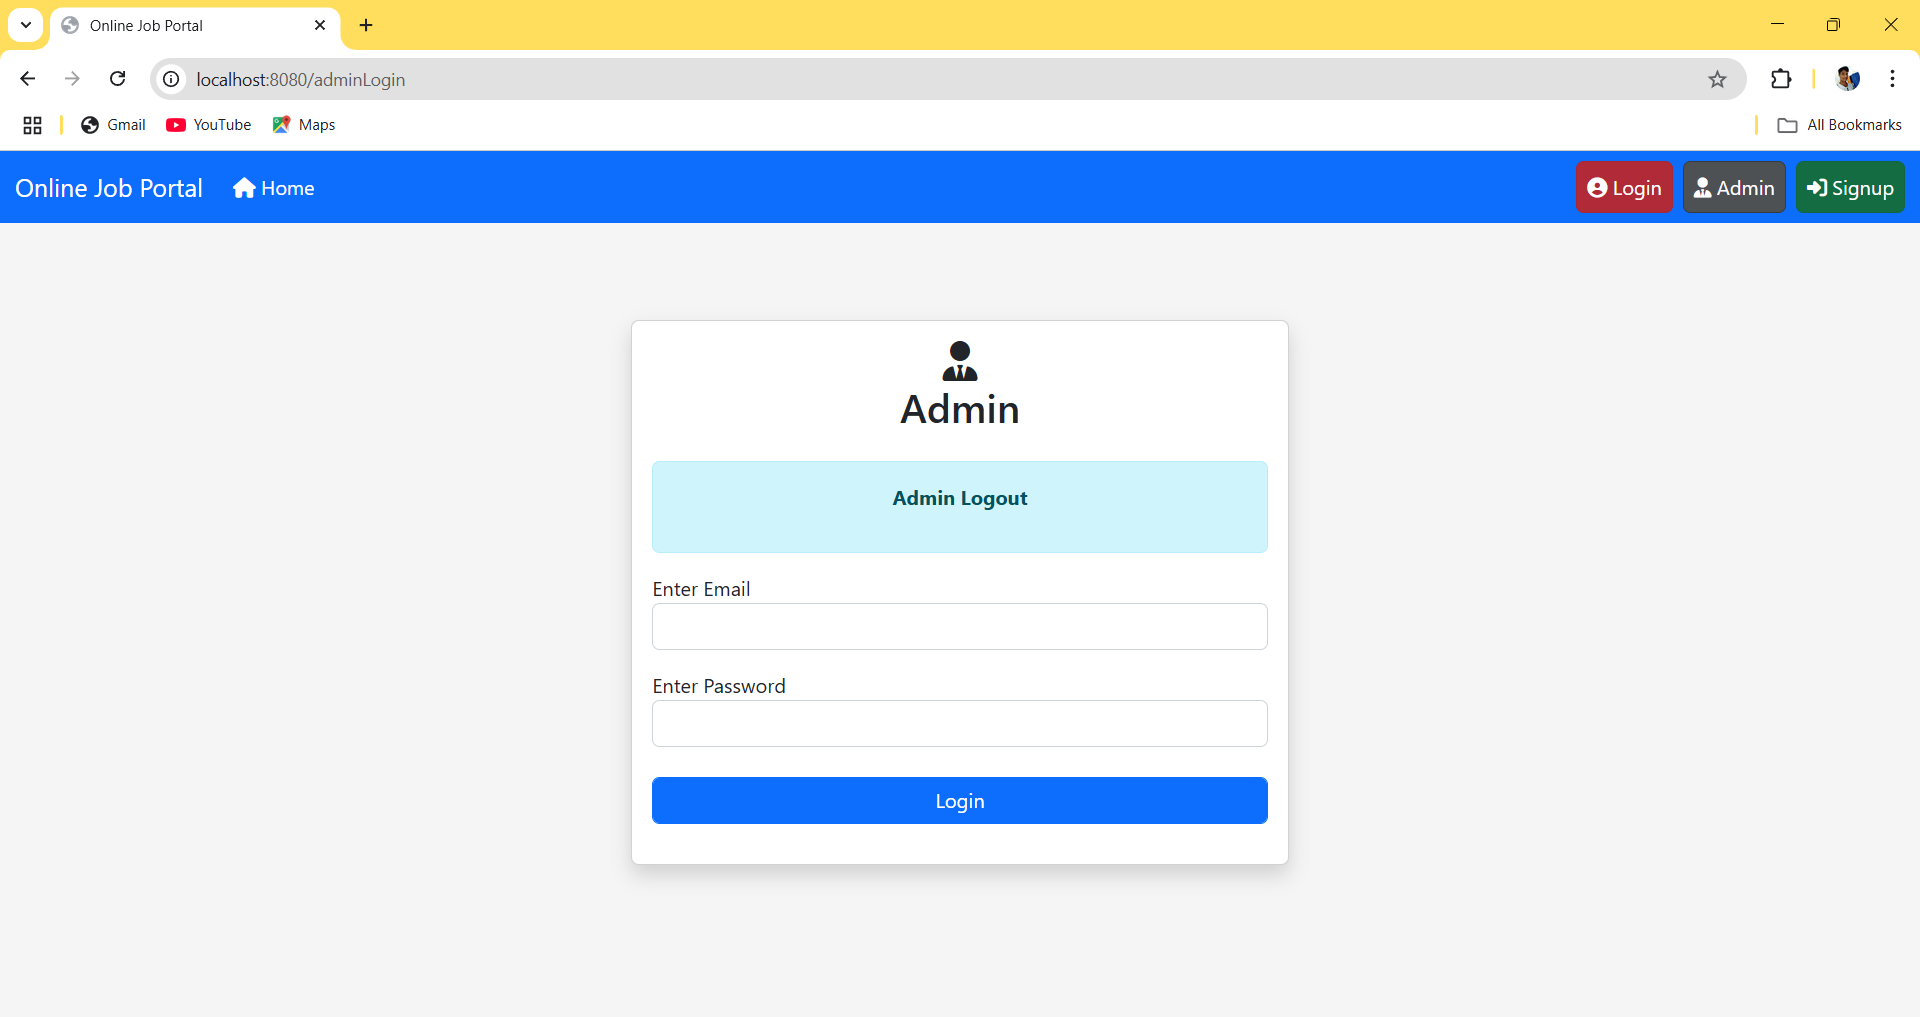 Online Job Portal
localhost:8080/adminLogin
Gmail YouTube Maps All Bookmarks
Online Job Portal Home Login Admin Signup
Admin
Admin Logout
Enter Email
Enter Password
Login